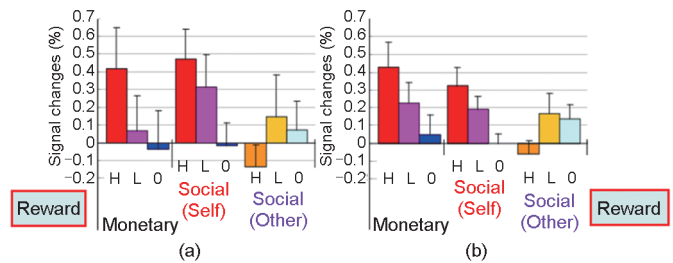 0.7
0.6
0.5
0.4
0.3
0.2
0.1
0
−0.1
−0.2
Signal changes (%)
H L 0 H L 0 H L 0
Monetary
Social
(Self)
Social
(Other)
Reward
(a)
0.7
0.6
0.5
0.4
0.3
0.2
0.1
0
−0.1
−0.2
Signal changes (%)
H L 0 H L 0 H L 0
Monetary
Social
(Self)
Social
(Other)
Reward
(b)